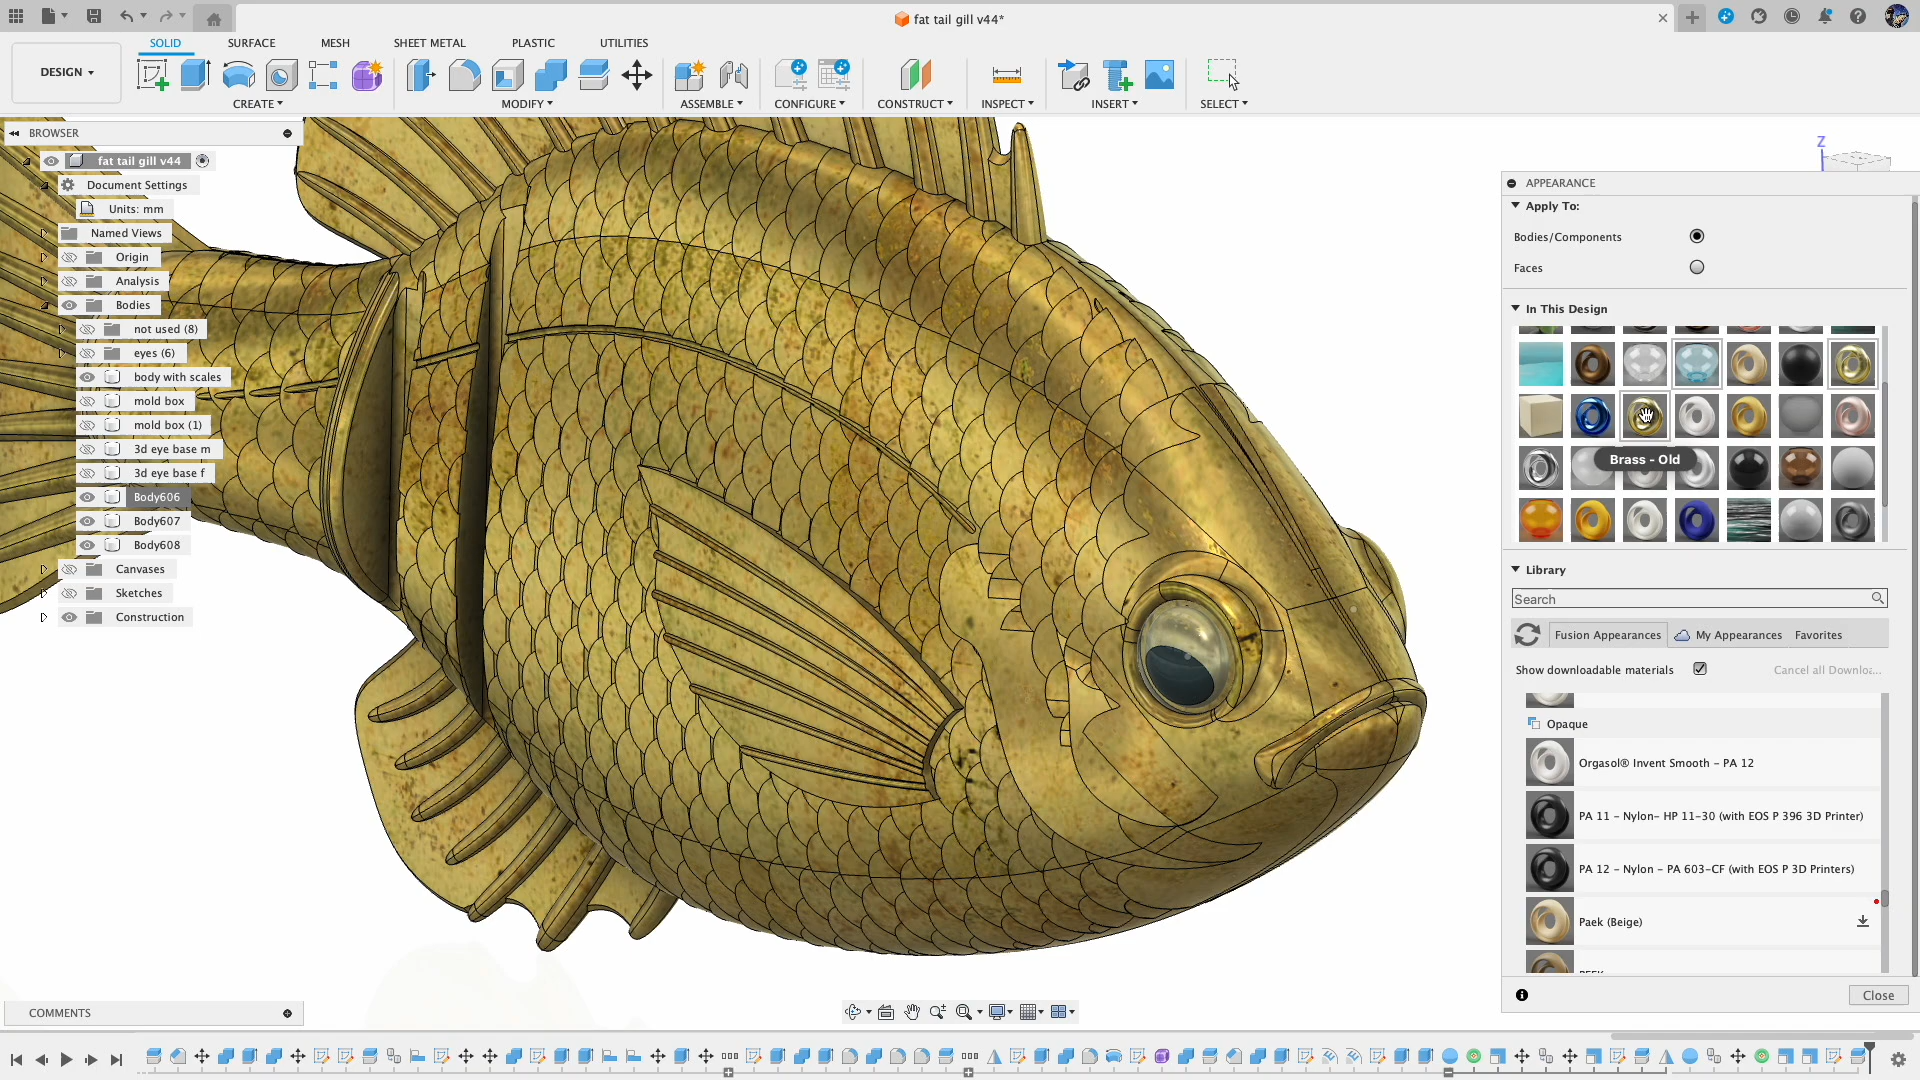 fat tail gill v44*
SOLID
SURFACE
MESH
SHEET METAL
PLASTIC
UTILITIES
DESIGN
CREATE
MODIFY
ASSEMBLE
CONFIGURE
CONSTRUCT
INSPECT
INSERT
SELECT
BROWSER
fat tail gill v44
Document Settings
Units: mm
Named Views
Origin
Analysis
Bodies
not used (8)
eyes (6)
body with scales
mold box
mold box (1)
3d eye base m
3d eye base f
Body606
Body607
Body608
Canvases
Sketches
Construction
Z
APPEARANCE
Apply To:
Bodies/Components
Faces
In This Design
Brass - Old
Library
Search
Fusion Appearances
My Appearances
Favorites
Show downloadable materials
Cancel all Downloa...
Opaque
Orgasol® Invent Smooth - PA 12
PA 11 - Nylon- HP 11-30 (with EOS P 396 3D Printer)
PA 12 - Nylon - PA 603-CF (with EOS P 3D Printers)
Paek (Beige)
Close
COMMENTS